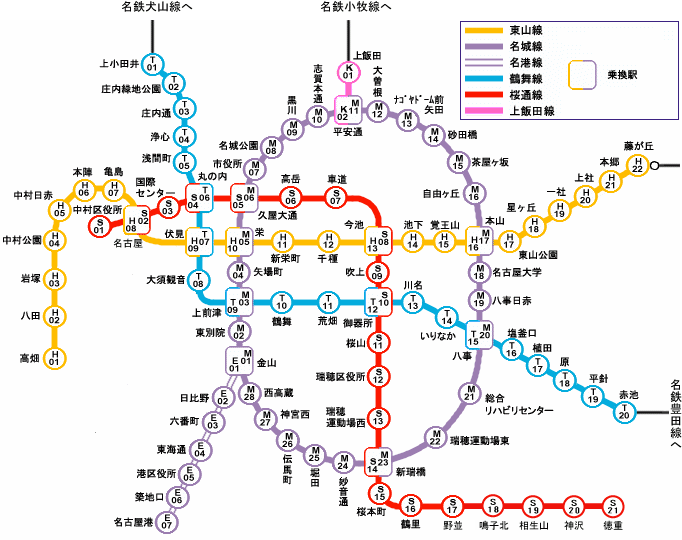 名鉄犬山線へ
名鉄小牧線へ
東山線
名城線
名港線
鶴舞線
桜通線
上飯田線
乗換駅
上小田井
T 01
庄内緑地公園
T 02
庄内通
T 03
浄心
T 04
浅間町
T 05
丸の内
S 04
T 06
上飯田
K 01
平安通
K 02
M 11
志賀本通
M 10
黒川
M 09
名城公園
M 08
市役所
M 07
大曽根
M 12
ナゴヤドーム前
矢田
M 13
砂田橋
M 14
茶屋ヶ坂
M 15
自由ヶ丘
M 16
本山
H 16
M 17
藤が丘
H 22
本郷
H 21
上社
H 20
一社
H 19
星ヶ丘
H 18
東山公園
H 17
本陣
H 06
亀島
H 07
中村日赤
H 05
中村公園
H 04
岩塚
H 03
八田
H 02
高畑
H 01
中村区役所
S 01
名古屋
H 08
S 02
国際
センター
S 03
久屋大通
S 05
M 06
高岳
S 06
車道
S 07
伏見
H 09
T 07
栄
H 10
M 05
新栄町
H 11
千種
H 12
今池
H 13
S 08
池下
H 14
覚王山
H 15
大須観音
T 08
矢場町
M 04
吹上
S 09
名古屋大学
M 18
八事日赤
M 19
上前津
T 09
M 03
鶴舞
T 10
荒畑
T 11
御器所
T 12
S 10
川名
T 13
いりなか
T 14
八事
T 15
M 20
塩釜口
T 16
植田
T 17
原
T 18
平針
T 19
赤池
T 20
名鉄豊田線へ
東別院
M 02
金山
E 01
M 01
桜山
S 11
瑞穂区役所
S 12
瑞穂
運動場西
S 13
総合
リハビリセンター
M 21
瑞穂運動場東
M 22
新瑞橋
S 14
M 23
日比野
E 02
六番町
E 03
東海通
E 04
港区役所
E 05
築地口
E 06
名古屋港
E 07
西高蔵
M 28
神宮西
M 27
伝馬町
M 26
堀田
M 25
妙音通
M 24
桜本町
S 15
鶴里
S 16
野並
S 17
鳴子北
S 18
相生山
S 19
神沢
S 20
徳重
S 21